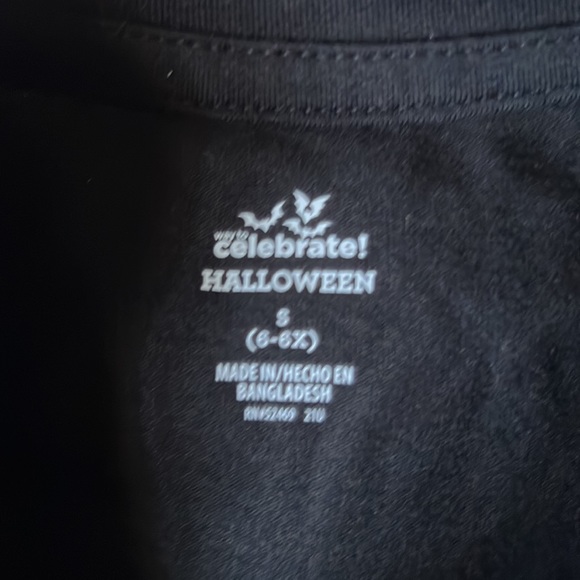 way to
celebrate!
HALLOWEEN
S
(6-6X)
MADE IN/HECHO EN
BANGLADESH
RN#52469 21U